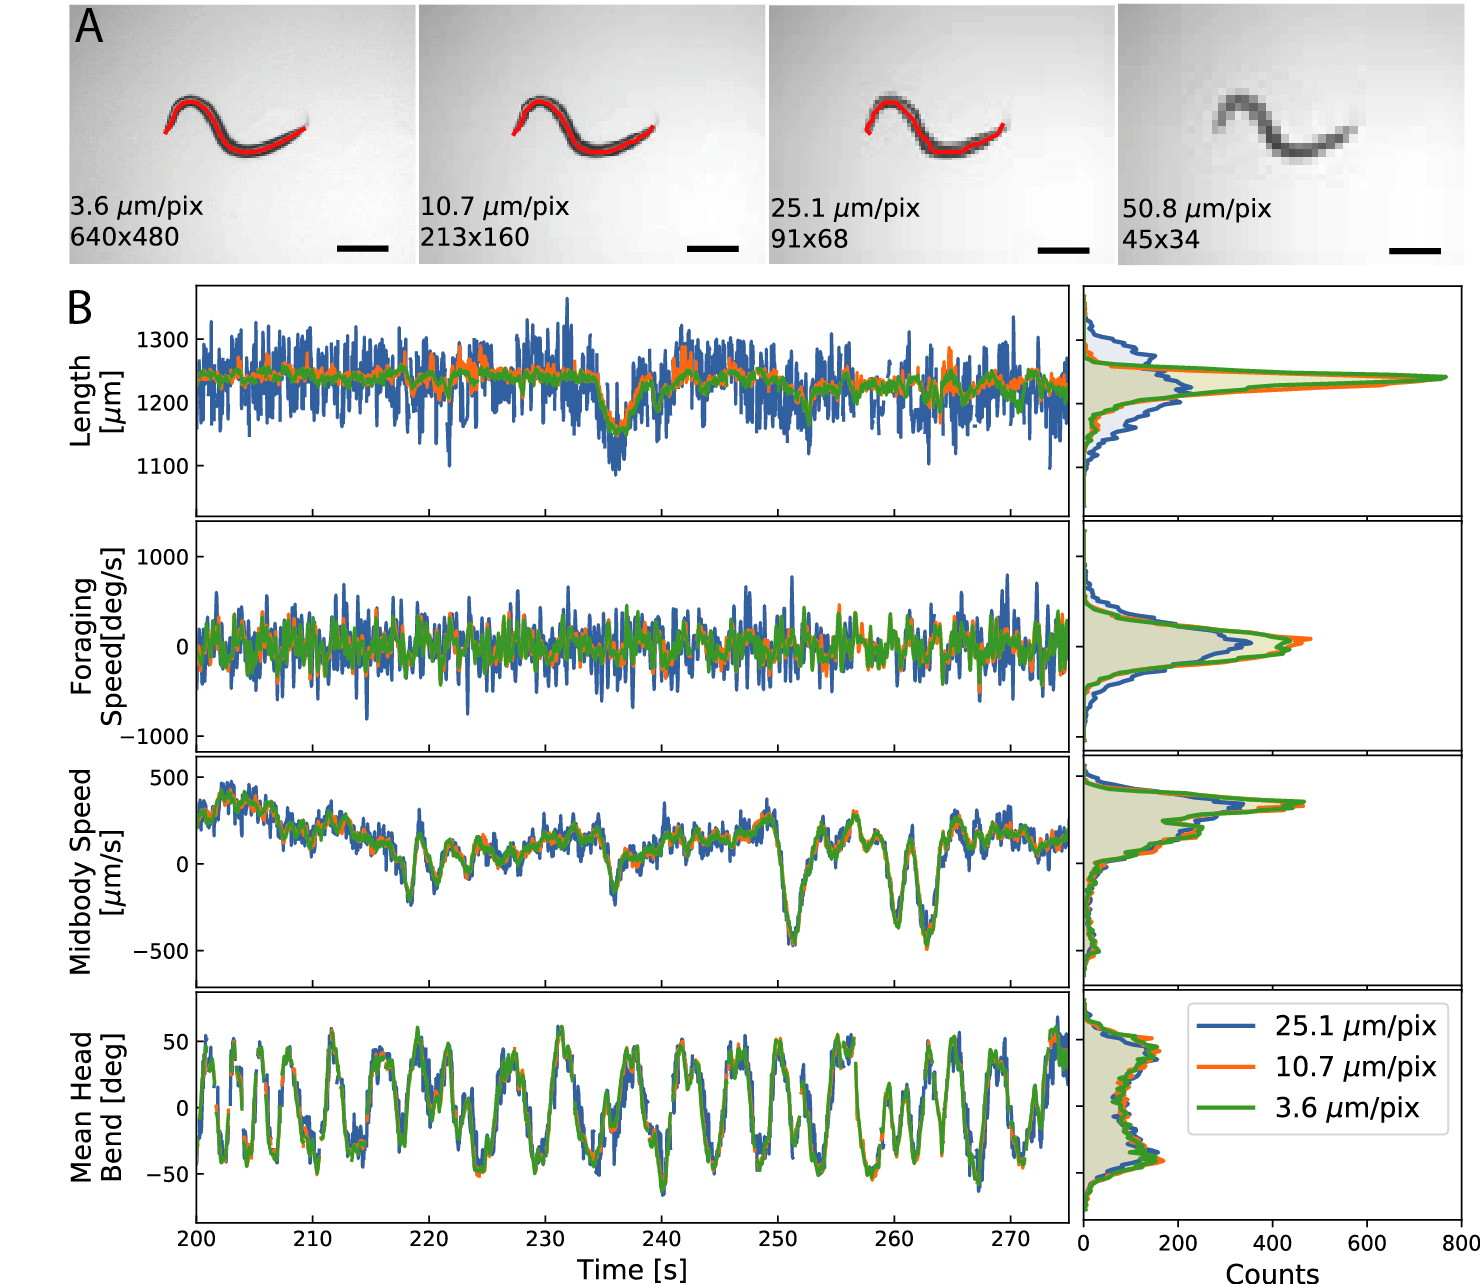 A
3.6 μm/pix
640x480
10.7 μm/pix
213x160
25.1 μm/pix
91x68
50.8 μm/pix
45x34
B
Length
[μm]
1300
1200
1100
Foraging
Speed[deg/s]
1000
0
−1000
Midbody Speed
[μm/s]
500
0
−500
Mean Head
Bend [deg]
50
0
−50
25.1 μm/pix
10.7 μm/pix
3.6 μm/pix
200 210 220 230 240 250 260 270
Time [s]
0 200 400 600 800
Counts